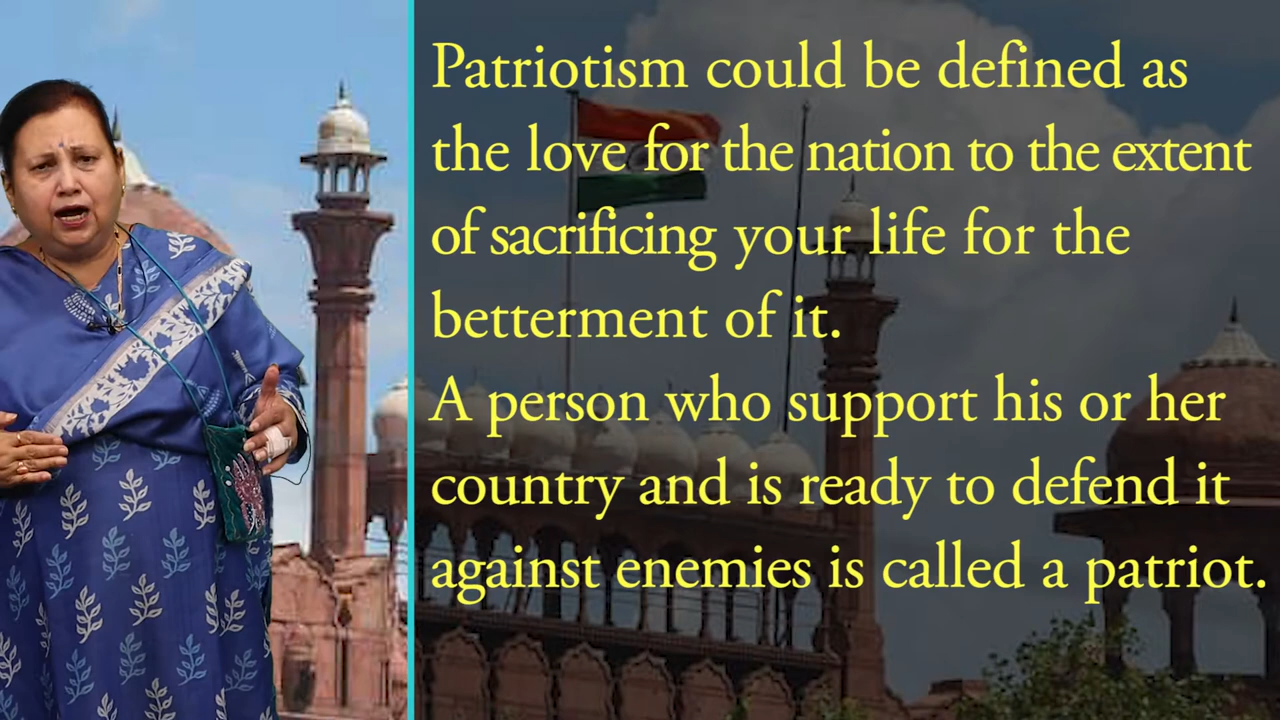 Patriotism could be defined as
the love for the nation to the extent
of sacrificing your life for the
betterment of it.
A person who support his or her
country and is ready to defend it
against enemies is called a patriot.